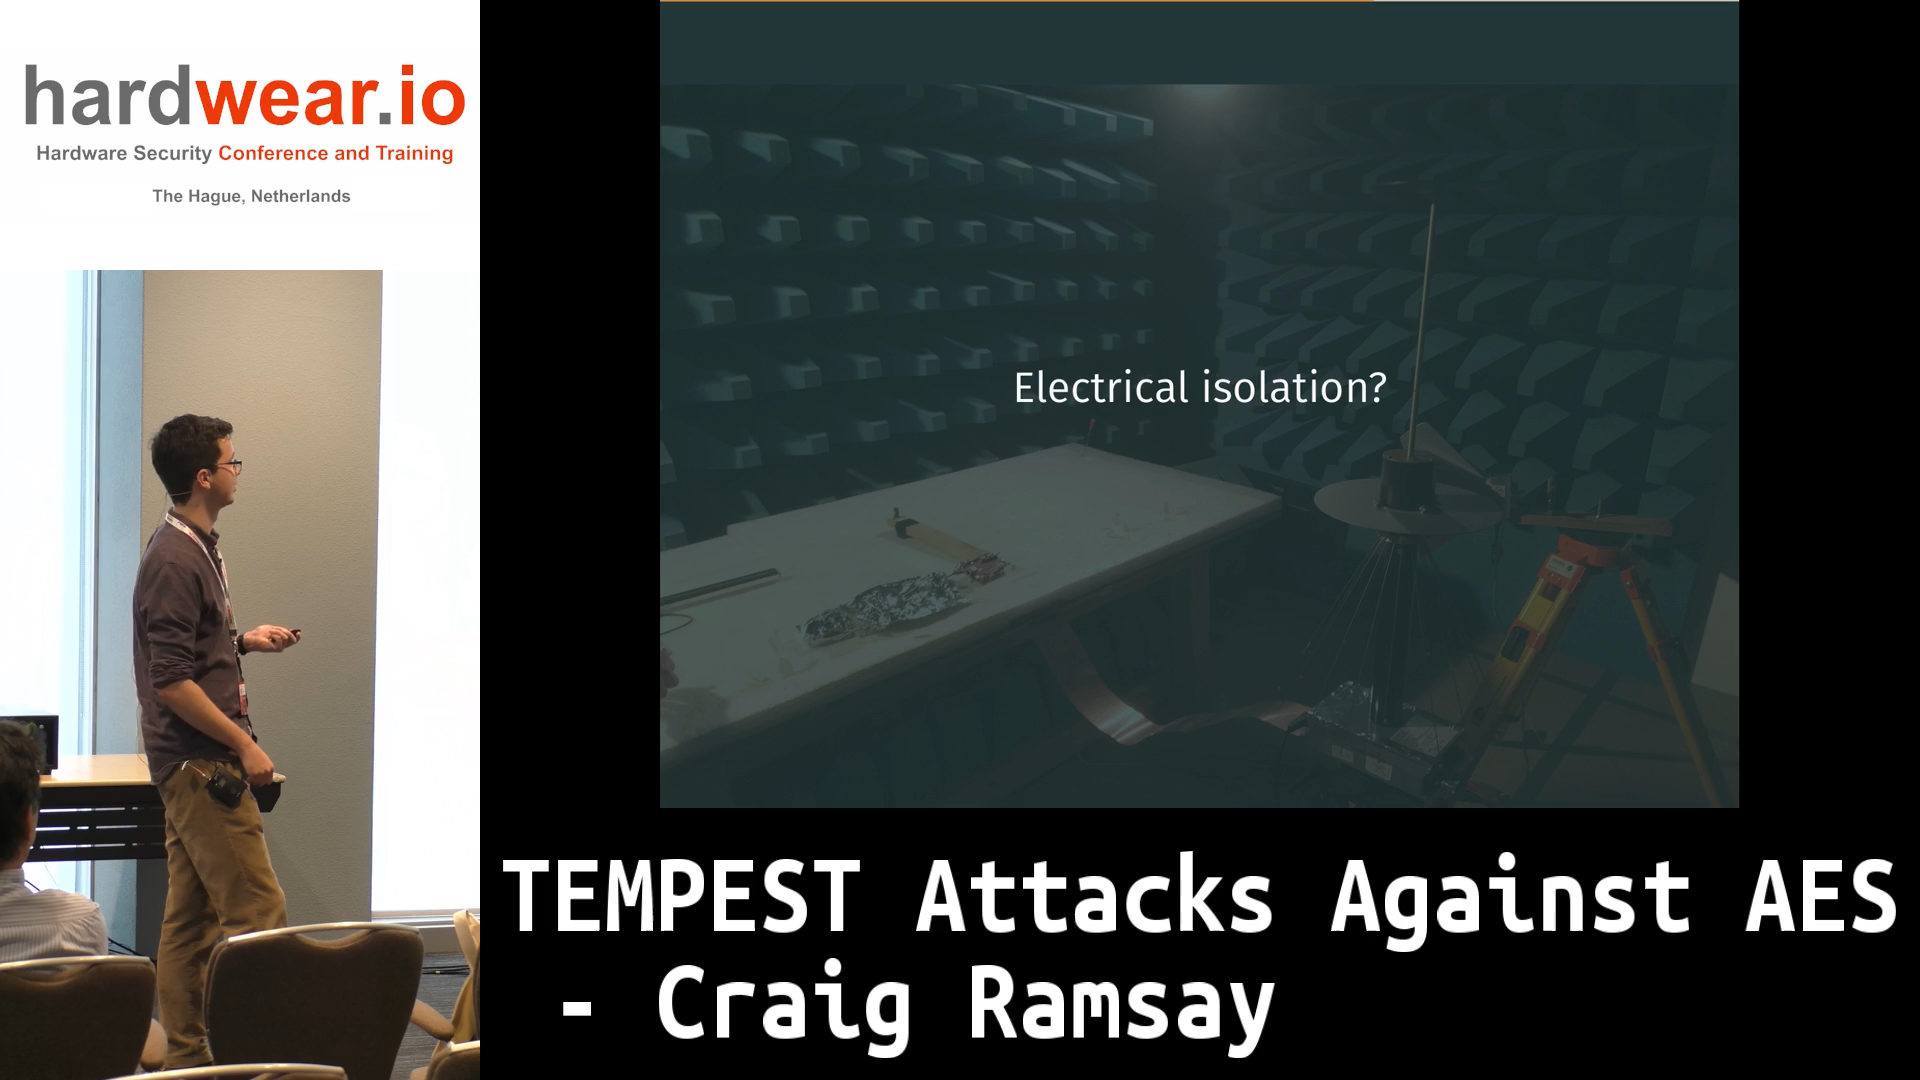 hardwear.io
Hardware Security Conference and Training
The Hague, Netherlands
Electrical isolation?
TEMPEST Attacks Against AES
- Craig Ramsay